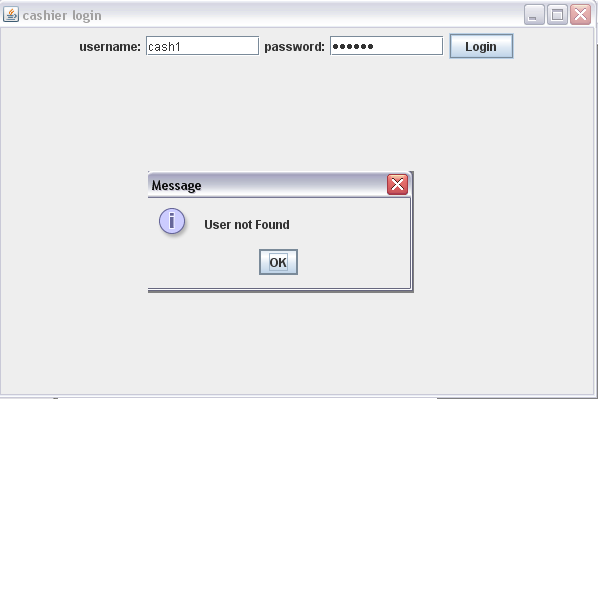 cashier login
username: cash1 password: •••••• Login
Message
i User not Found
OK